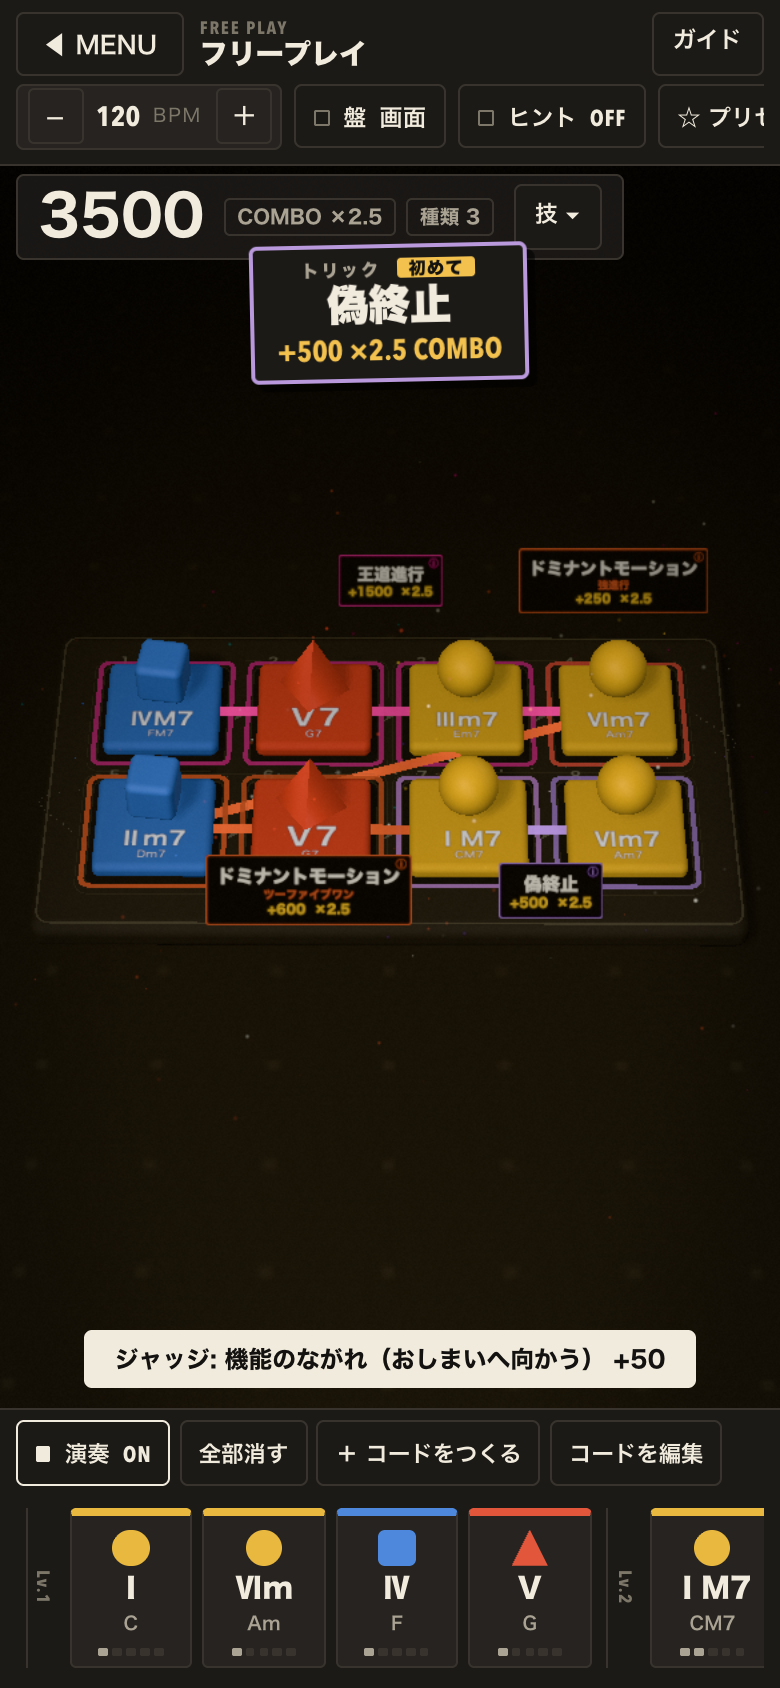 ◀ MENU
FREE PLAY
フリープレイ
ガイド
− 120 BPM +
盤 画面
ヒント OFF
☆ プリセ
3500
COMBO ×2.5
種類 3
技
トリック 初めて
偽終止
+500 ×2.5 COMBO
王道進行
+1500 ×2.5
ドミナントモーション
強進行
+250 ×2.5
IVM7
FM7
V 7
G7
IIIm7
Em7
VIm7
Am7
IIm7
Dm7
V 7
G7
I M7
CM7
VIm7
Am7
ドミナントモーション
ツーファイブワン
+600 ×2.5
偽終止
+500 ×2.5
ジャッジ: 機能のながれ（おしまいへ向かう） +50
演奏 ON
全部消す
+ コードをつくる
コードを編集
Lv.1
I
C
VIm
Am
IV
F
V
G
Lv.2
I M7
CM7